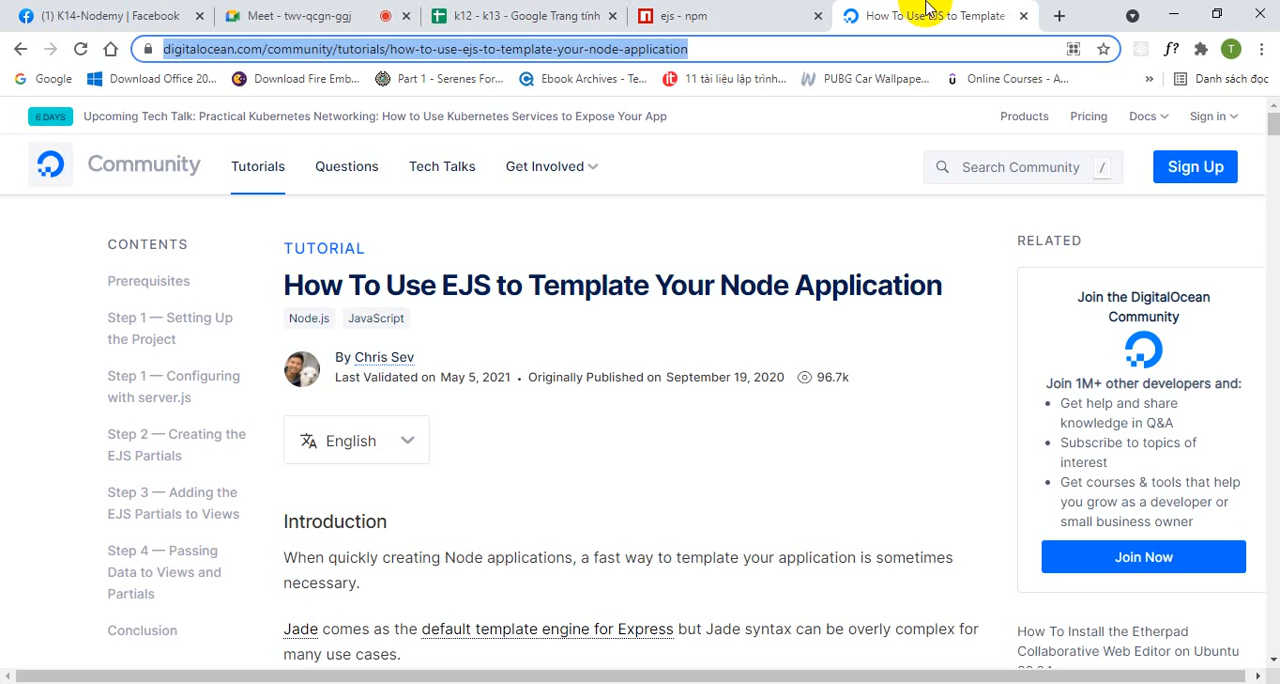 (1) K14-Nodemy | Facebook
Meet - twv-qcgn-ggj
k12 - k13 - Google Trang tính
ejs - npm
How To Use EJS to Template
digitalocean.com/community/tutorials/how-to-use-ejs-to-template-your-node-application
f?
T
Google
Download Office 20...
Download Fire Emb...
Part 1 - Serenes For...
Ebook Archives - Te...
11 tài liệu lập trình...
PUBG Car Wallpape...
Online Courses - A...
»
Danh sách đọc
6 DAYS
Upcoming Tech Talk: Practical Kubernetes Networking: How to Use Kubernetes Services to Expose Your App
Products
Pricing
Docs
Sign in
Community
Tutorials
Questions
Tech Talks
Get Involved
Search Community
/
Sign Up
CONTENTS
Prerequisites
Step 1 — Setting Up
the Project
Step 1 — Configuring
with server.js
Step 2 — Creating the
EJS Partials
Step 3 — Adding the
EJS Partials to Views
Step 4 — Passing
Data to Views and
Partials
Conclusion
TUTORIAL
How To Use EJS to Template Your Node Application
Node.js
JavaScript
By Chris Sev
Last Validated on May 5, 2021 • Originally Published on September 19, 2020
96.7k
English
Introduction
When quickly creating Node applications, a fast way to template your application is sometimes
necessary.
Jade comes as the default template engine for Express but Jade syntax can be overly complex for
many use cases.
RELATED
Join the DigitalOcean
Community
Join 1M+ other developers and:
• Get help and share
knowledge in Q&A
• Subscribe to topics of
interest
• Get courses & tools that help
you grow as a developer or
small business owner
Join Now
How To Install the Etherpad
Collaborative Web Editor on Ubuntu